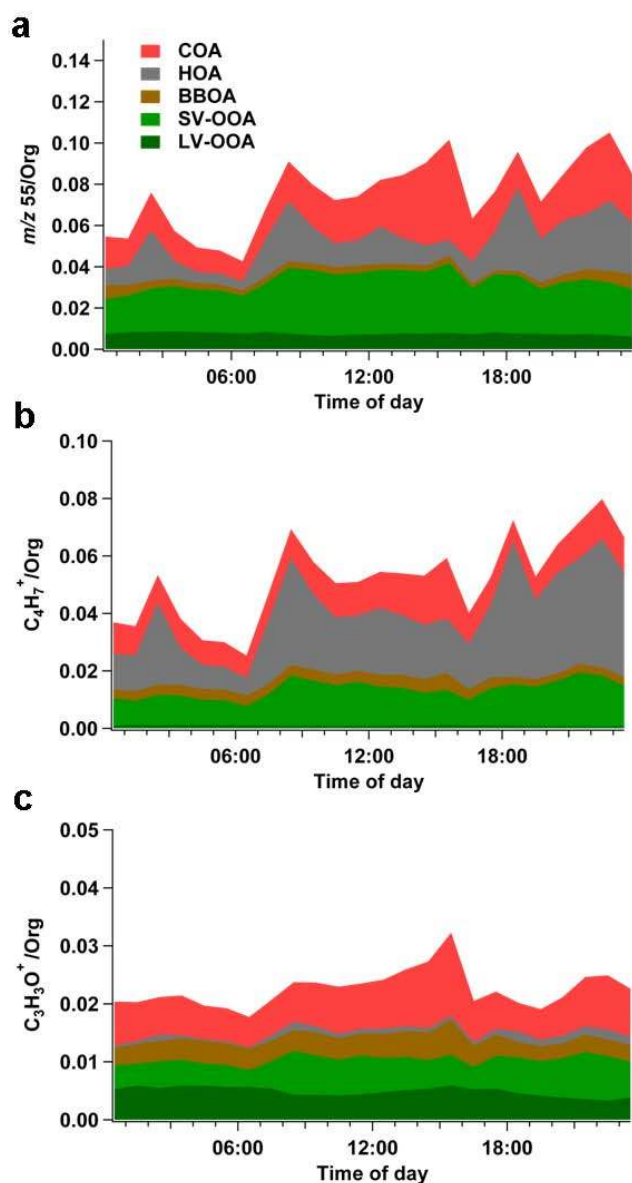 a
COA
HOA
BBOA
SV-OOA
LV-OOA
m/z 55/Org
0.14
0.12
0.10
0.08
0.06
0.04
0.02
0.00
06:00 12:00 18:00
Time of day
b
C₄H₇⁺/Org
0.10
0.08
0.06
0.04
0.02
0.00
06:00 12:00 18:00
Time of day
c
C₃H₃O⁺/Org
0.05
0.04
0.03
0.02
0.01
0.00
06:00 12:00 18:00
Time of day